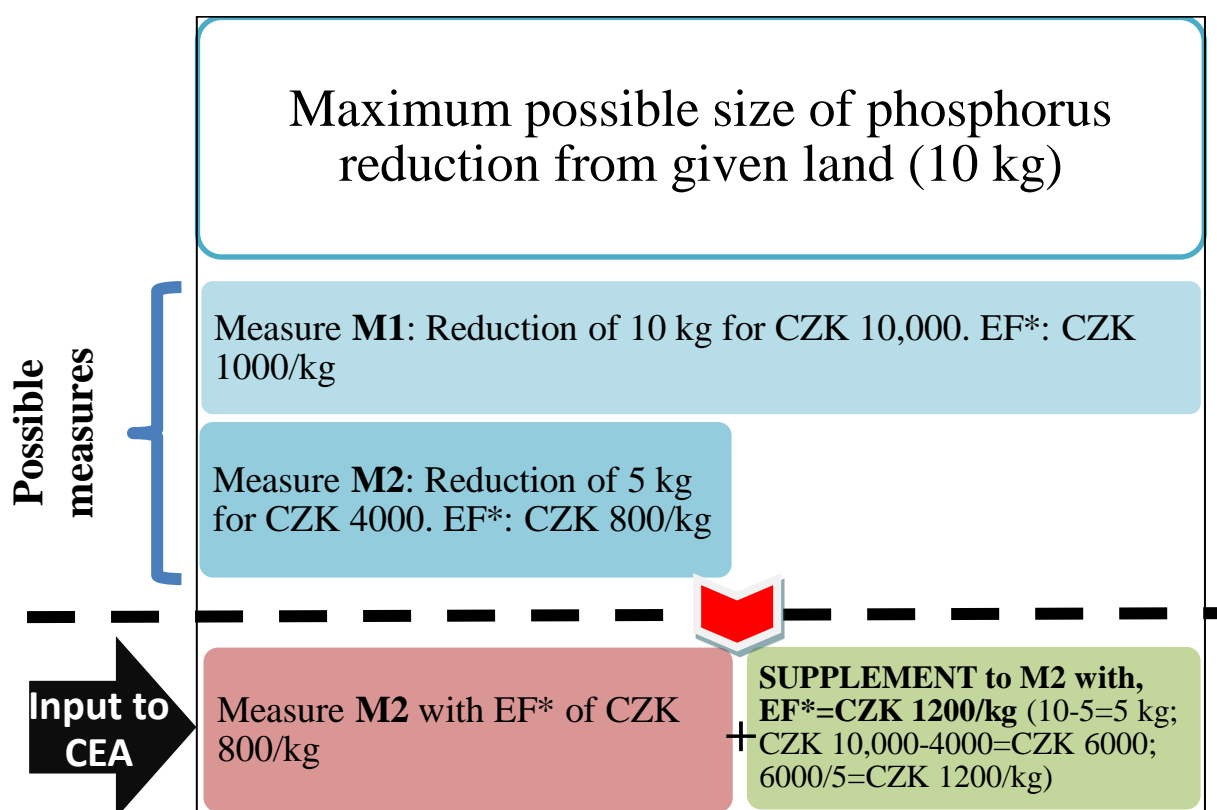 Maximum possible size of phosphorus
reduction from given land (10 kg)
Possible
measures
Measure M1: Reduction of 10 kg for CZK 10,000. EF*: CZK
1000/kg
Measure M2: Reduction of 5 kg
for CZK 4000. EF*: CZK 800/kg
Input to
CEA
Measure M2 with EF* of CZK
800/kg
+
SUPPLEMENT to M2 with,
EF*=CZK 1200/kg (10-5=5 kg;
CZK 10,000-4000=CZK 6000;
6000/5=CZK 1200/kg)